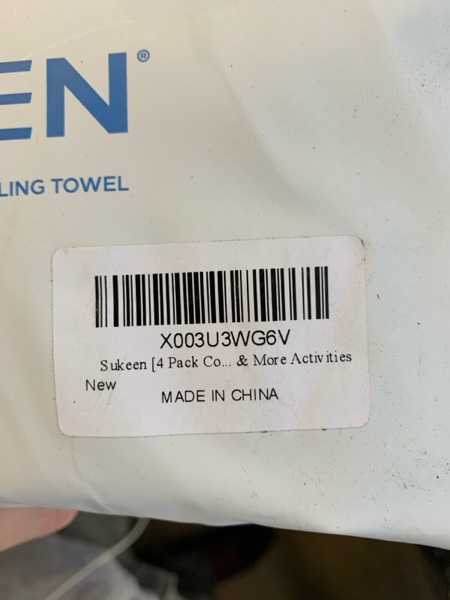 EN®
LING TOWEL
X003U3WG6V
Sukeen [4 Pack Co... & More Activities
New
MADE IN CHINA